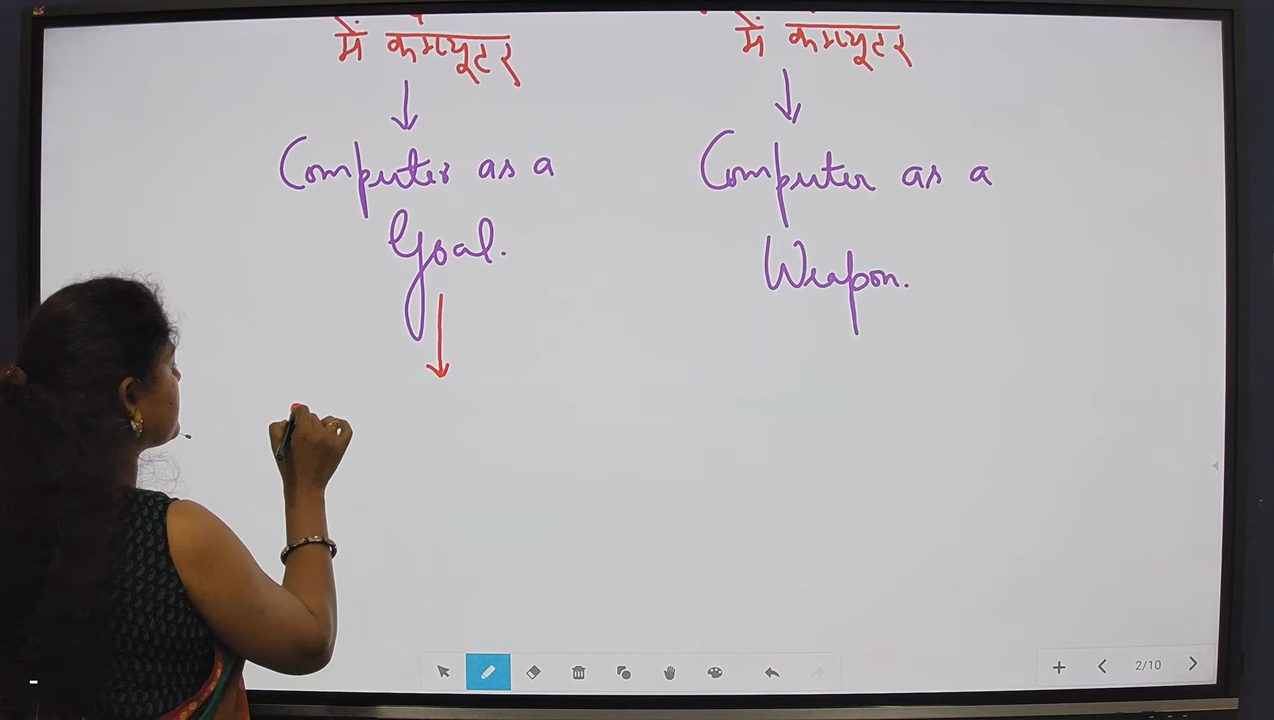 में कम्प्यूटर
Computer as a
Goal.
में कम्प्यूटर
Computer as a
Weapon.
2/10